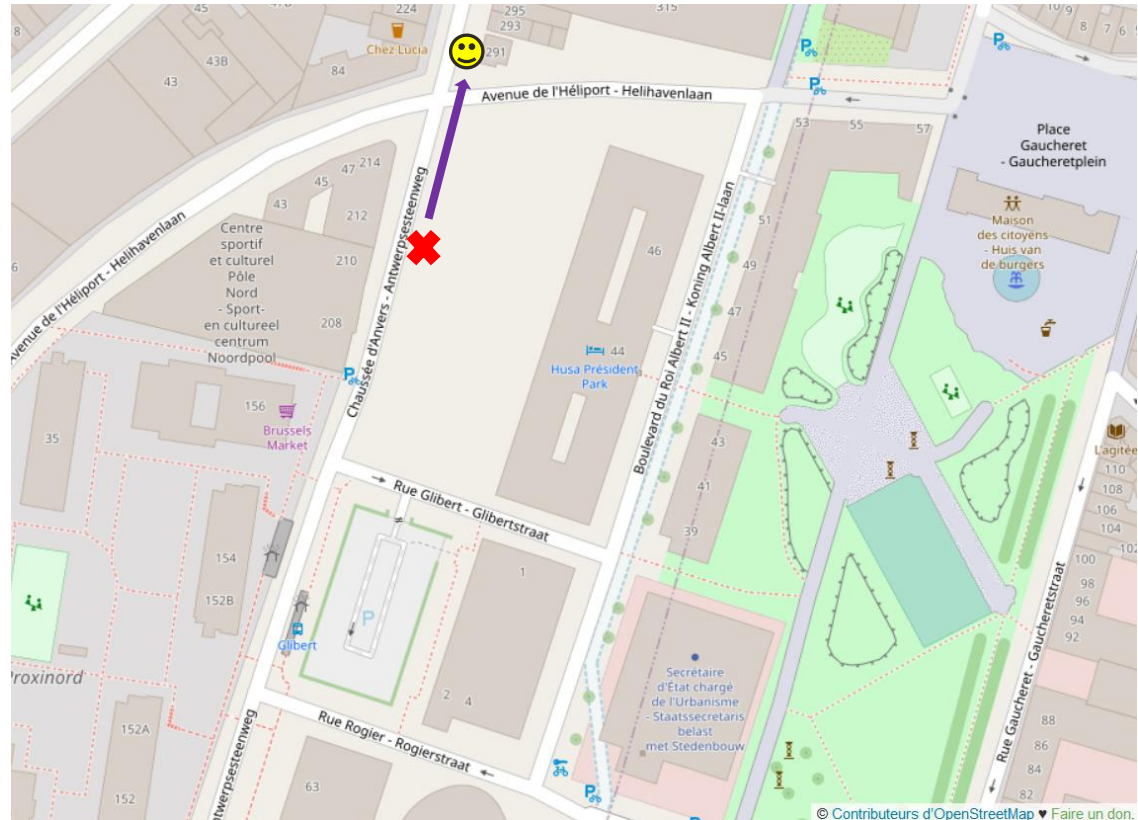 8
47B
224
295
293
315
10
9
8
7
6
Chez Lucia
291
43B
43
84
Avenue de l'Héliport - Helihavenlaan
53
55
57
Place
Gaucheret
- Gaucheretplein
214
47
45
43
212
210
208
Centre
sportif
et culturel
Pôle
Nord
- Sport-
en cultureel
centrum
Noordpool
Avenue de l'Héliport - Helihavenlaan
Chaussée d'Anvers - Antwerpsesteenweg
46
Boulevard du Roi Albert II - Koning Albert II-laan
51
49
47
45
Maison
des citoyens
- Huis van
de burgers
44
Husa Président
Park
156
Brussels
Market
35
43
41
39
L'agitée
110
108
106
104
102
100
98
96
94
92
Rue Glibert - Glibertstraat
154
152B
1
P
Glibert
Proxinord
Secrétaire
d'État chargé
de l'Urbanisme
- Staatssecretaris
belast
met Stedenbouw
2
4
Rue Rogier - Rogierstraat
Rue Gaucheret - Gaucheretstraat
152A
152
twerpsesteenweg
63
88
86
84
82
© Contributeurs d'OpenStreetMap ♥ Faire un don.